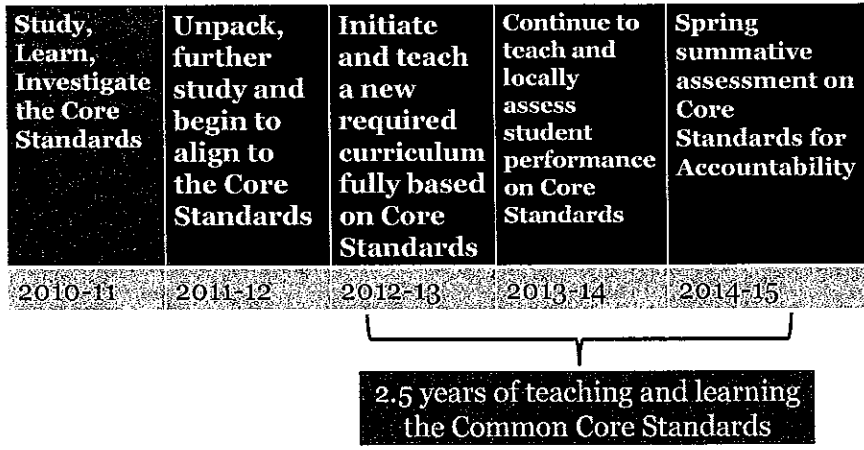 Study,
Learn,
Investigate
the Core
Standards
Unpack,
further
study and
begin to
align to
the Core
Standards
Initiate
and teach
a new
required
curriculum
fully based
on Core
Standards
Continue to
teach and
locally
assess
student
performance
on Core
Standards
Spring
summative
assessment on
Core
Standards for
Accountability
2010-11
2011-12
2012-13
2013-14
2014-15
2.5 years of teaching and learning
the Common Core Standards